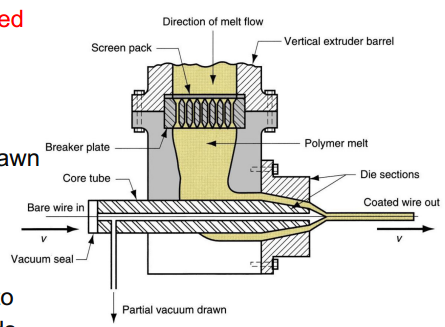 ed
Direction of melt flow
Screen pack
Vertical extruder barrel
Breaker plate
Polymer melt
awn
Core tube
Die sections
Bare wire in
Coated wire out
v
v
Vacuum seal
to
Partial vacuum drawn